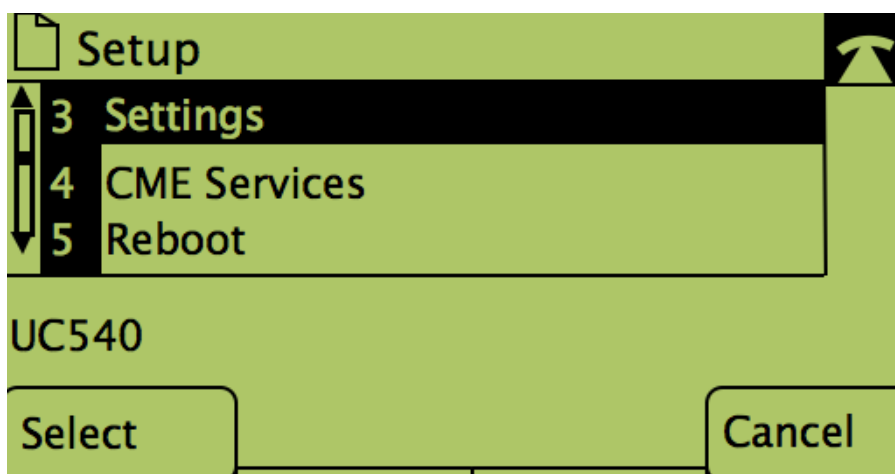 Setup
3 Settings
4 CME Services
5 Reboot
UC540
Select Cancel